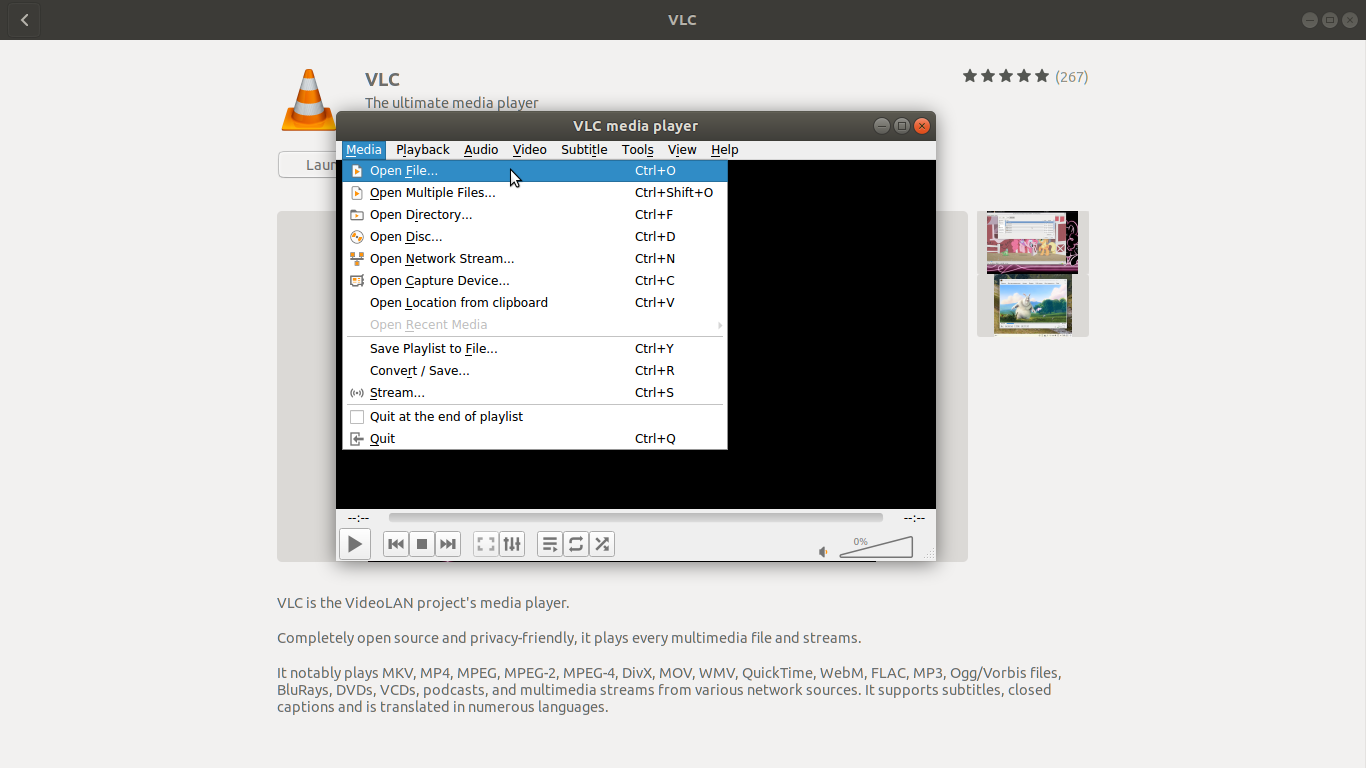 VLC
VLC
(267)
The ultimate media player
Laun
VLC media player
Media Playback Audio Video Subtitle Tools View Help
Open File... Ctrl+O
Open Multiple Files... Ctrl+Shift+O
Open Directory... Ctrl+F
Open Disc... Ctrl+D
Open Network Stream... Ctrl+N
Open Capture Device... Ctrl+C
Open Location from clipboard Ctrl+V
Open Recent Media
Save Playlist to File... Ctrl+Y
Convert / Save... Ctrl+R
Stream... Ctrl+S
Quit at the end of playlist
Quit Ctrl+Q
--:-- --:--
0%
VLC is the VideoLAN project's media player.
Completely open source and privacy-friendly, it plays every multimedia file and streams.
It notably plays MKV, MP4, MPEG, MPEG-2, MPEG-4, DivX, MOV, WMV, QuickTime, WebM, FLAC, MP3, Ogg/Vorbis files,
BluRays, DVDs, VCDs, podcasts, and multimedia streams from various network sources. It supports subtitles, closed
captions and is translated in numerous languages.